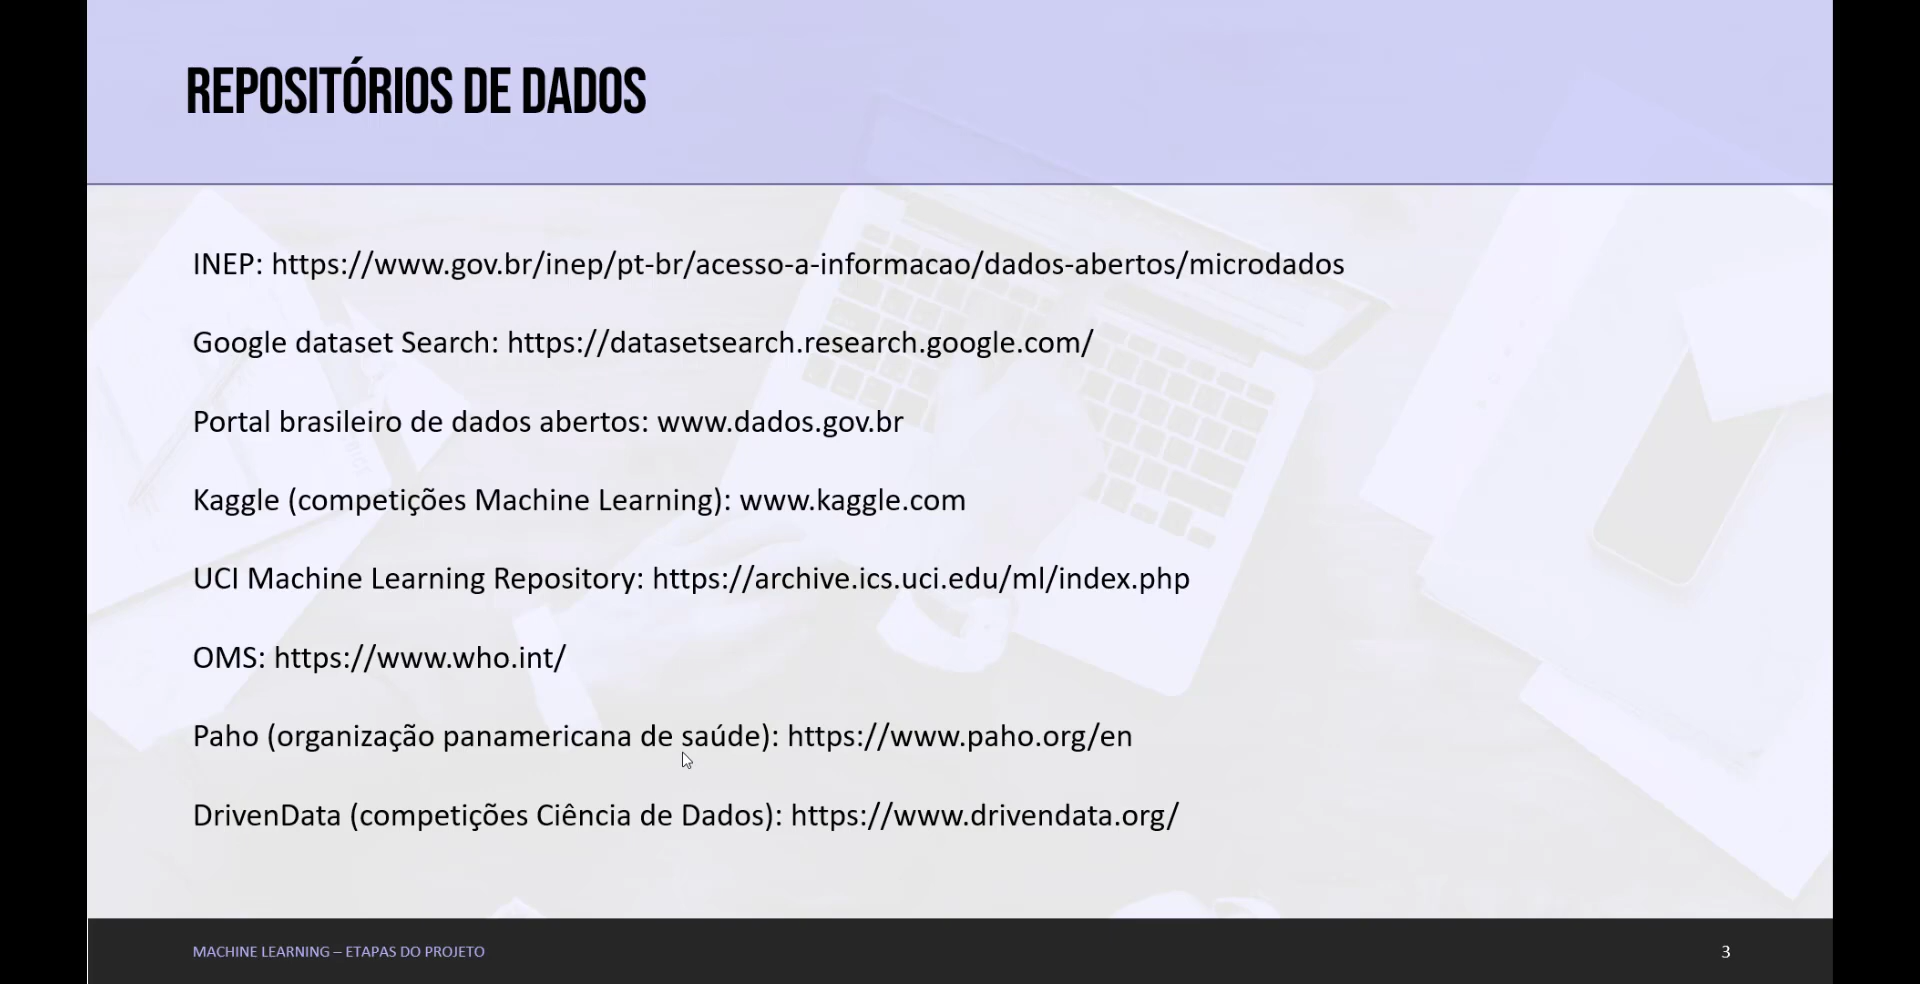 REPOSITÓRIOS DE DADOS
INEP: https://www.gov.br/inep/pt-br/acesso-a-informacao/dados-abertos/microdados
Google dataset Search: https://datasetsearch.research.google.com/
Portal brasileiro de dados abertos: www.dados.gov.br
Kaggle (competições Machine Learning): www.kaggle.com
UCI Machine Learning Repository: https://archive.ics.uci.edu/ml/index.php
OMS: https://www.who.int/
Paho (organização panamericana de saúde): https://www.paho.org/en
DrivenData (competições Ciência de Dados): https://www.drivendata.org/
MACHINE LEARNING – ETAPAS DO PROJETO
3